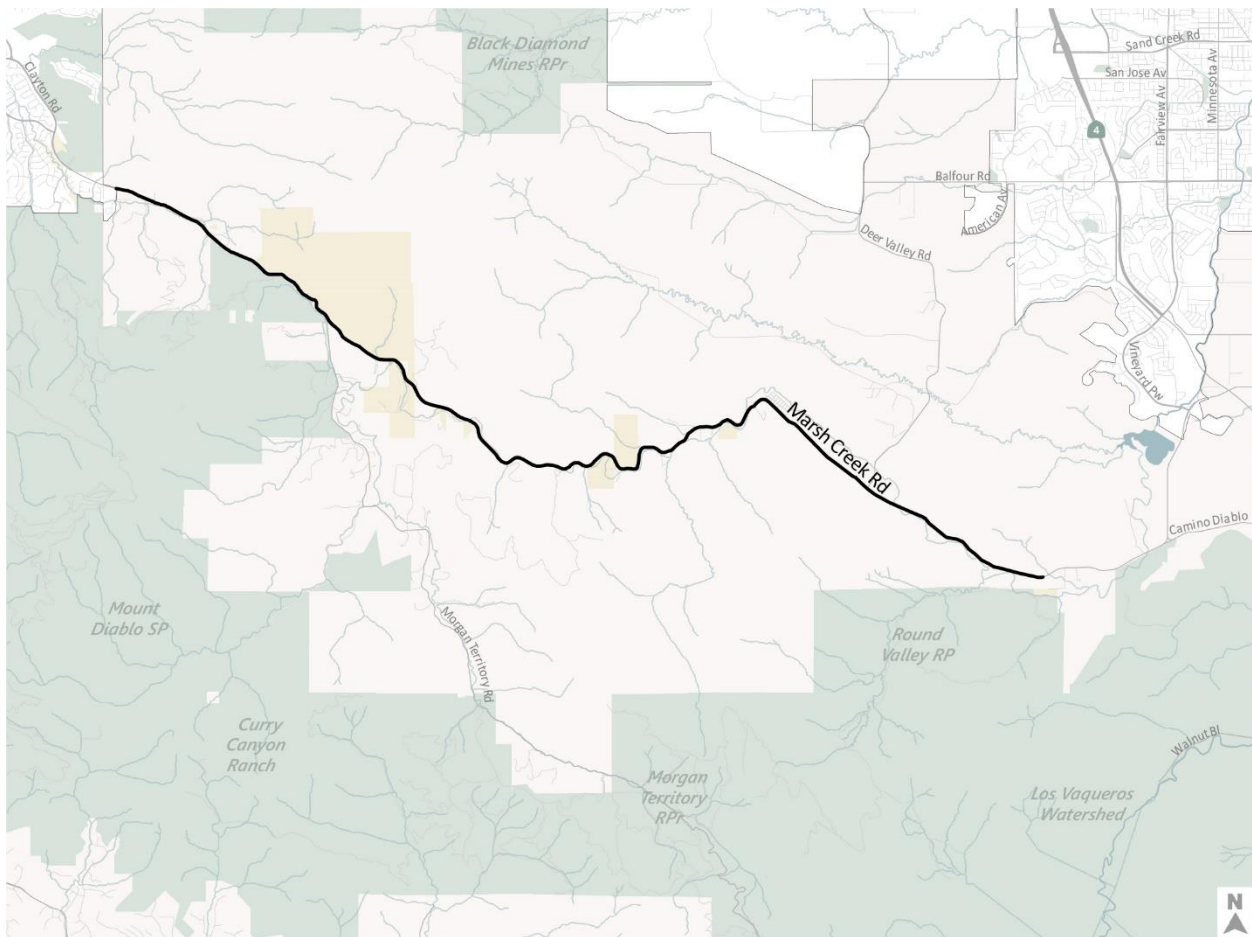 Black Diamond
Mines RPr
Sand Creek Rd
San Jose Av
Fairview Av
Minnesota Av
Clayton Rd
4
Balfour Rd
American Av
Deer Valley Rd
Vineyard Pw
Marsh Creek Rd
Camino Diablo
Mount
Diablo SP
Morgan Territory Rd
Round
Valley RP
Curry
Canyon
Ranch
Morgan
Territory
RPr
Walnut Bl
Los Vaqueros
Watershed
N